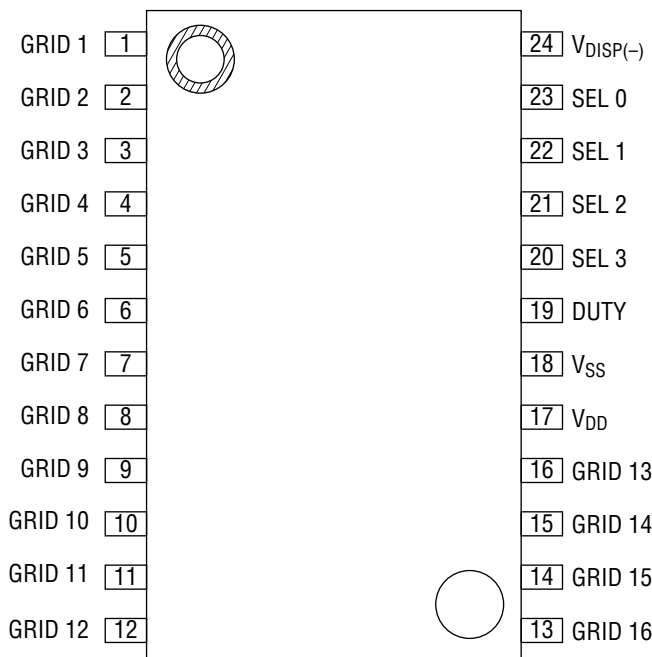 GRID 1 1 24 VDISP(–)
GRID 2 2 23 SEL 0
GRID 3 3 22 SEL 1
GRID 4 4 21 SEL 2
GRID 5 5 20 SEL 3
GRID 6 6 19 DUTY
GRID 7 7 18 VSS
GRID 8 8 17 VDD
GRID 9 9 16 GRID 13
GRID 10 10 15 GRID 14
GRID 11 11 14 GRID 15
GRID 12 12 13 GRID 16